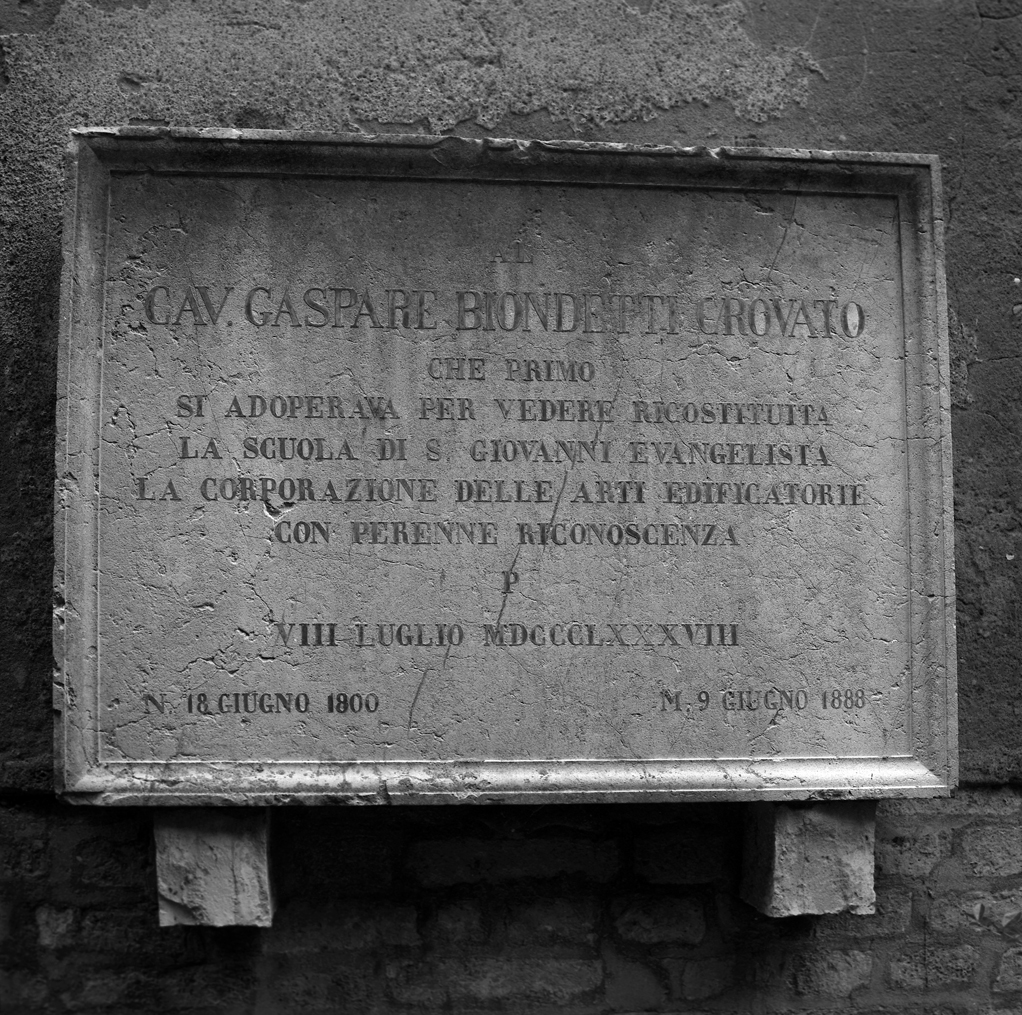 AL
CAV. GASPARE BIONDETTI CROVATO
CHE PRIMO
SI ADOPERAVA PER VEDERE RICOSTITUITA
LA SCUOLA DI S. GIOVANNI EVANGELISTA
LA CORPORAZIONE DELLE ARTI EDIFICATORIE
CON PERENNE RICONOSCENZA
P
VIII LUGLIO MDCCCLXXXVIII
N. 18 GIUGNO 1800 M. 9 GIUGNO 1888